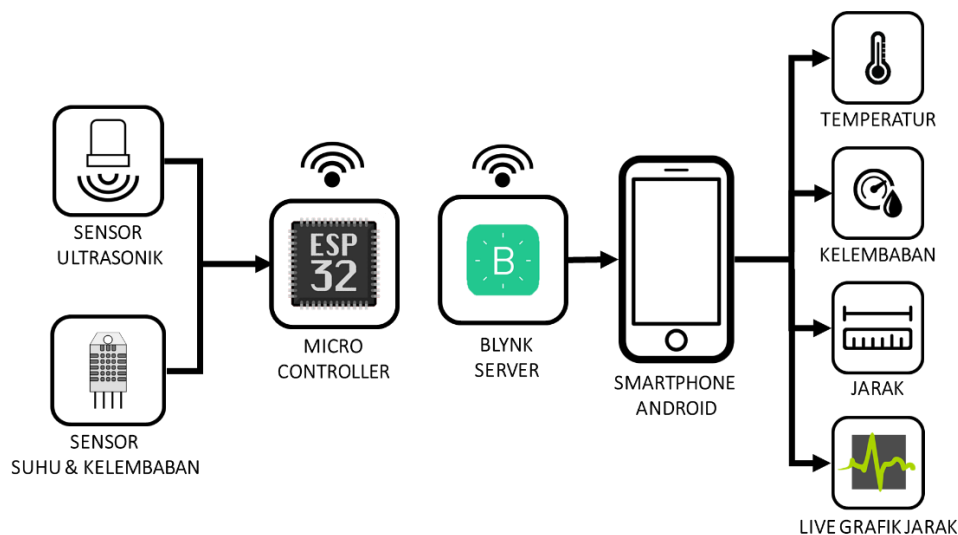 SENSOR
ULTRASONIK
SENSOR
SUHU & KELEMBABAN
ESP
32
MICRO
CONTROLLER
B
BLYNK
SERVER
SMARTPHONE
ANDROID
TEMPERATUR
KELEMBABAN
JARAK
LIVE GRAFIK JARAK